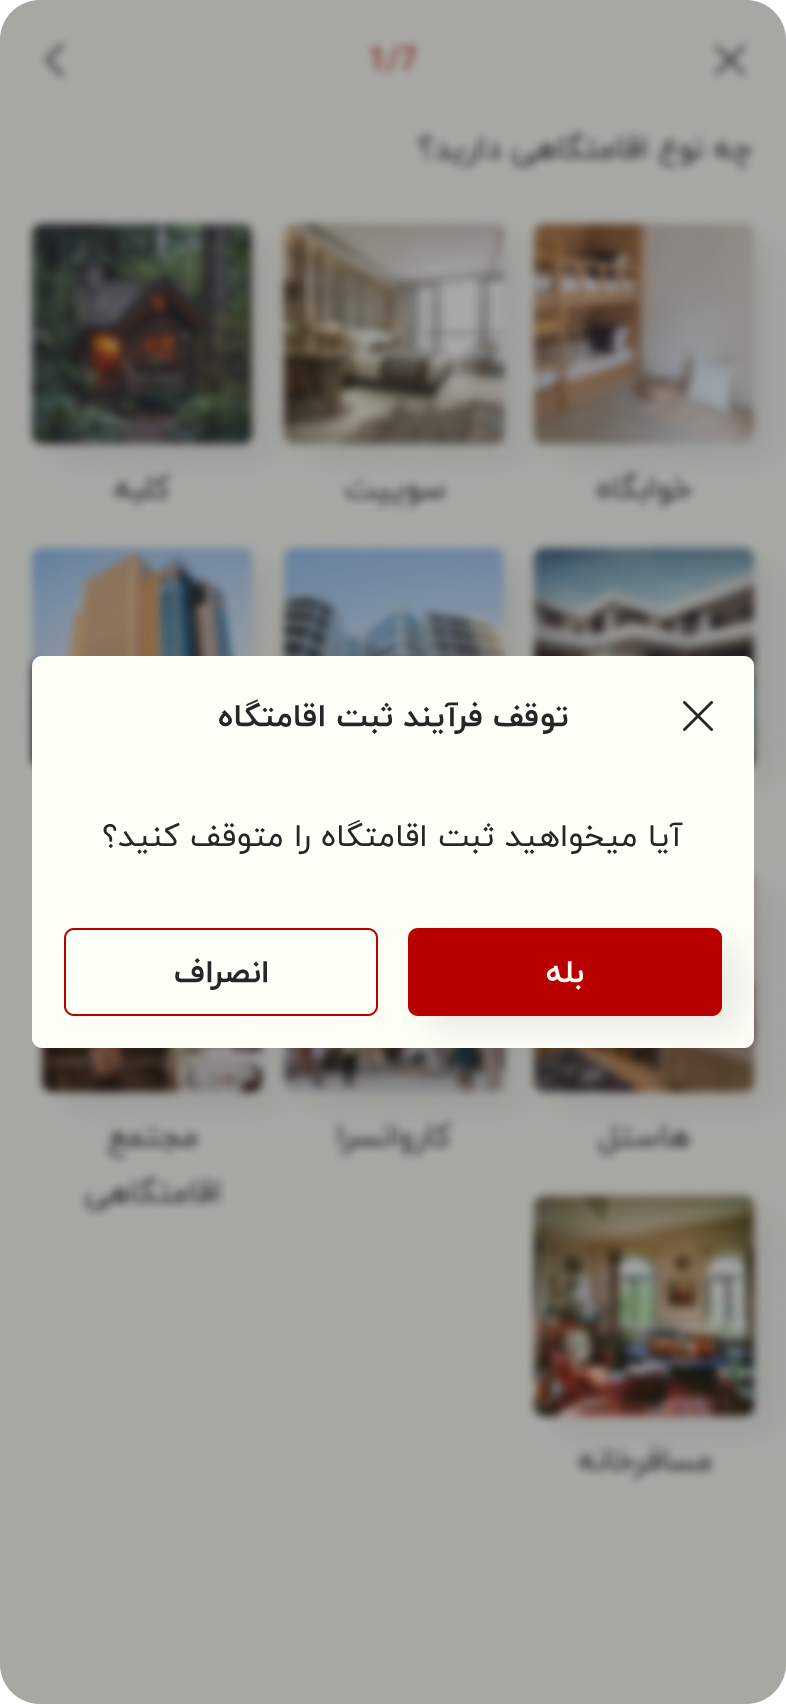 1/7
چه نوع اقامتگاهی دارید؟
خوابگاه سوییت کلبه
توقف فرآیند ثبت اقامتگاه
آیا میخواهید ثبت اقامتگاه را متوقف کنید؟
بله انصراف
هاستل کاروانسرا مجتمع
اقامتگاهی
مسافرخانه